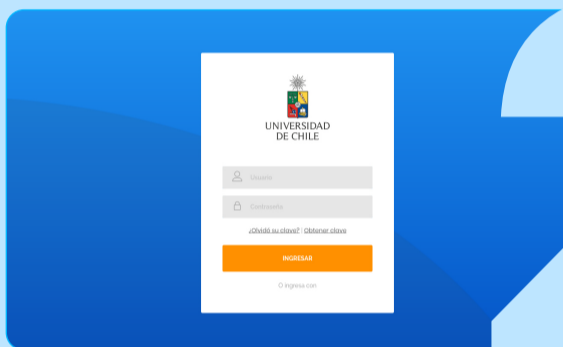 UNIVERSIDAD
DE CHILE
Usuario
Contraseña
¿Olvidó su clave? | Obtener clave
INGRESAR
O ingresa con